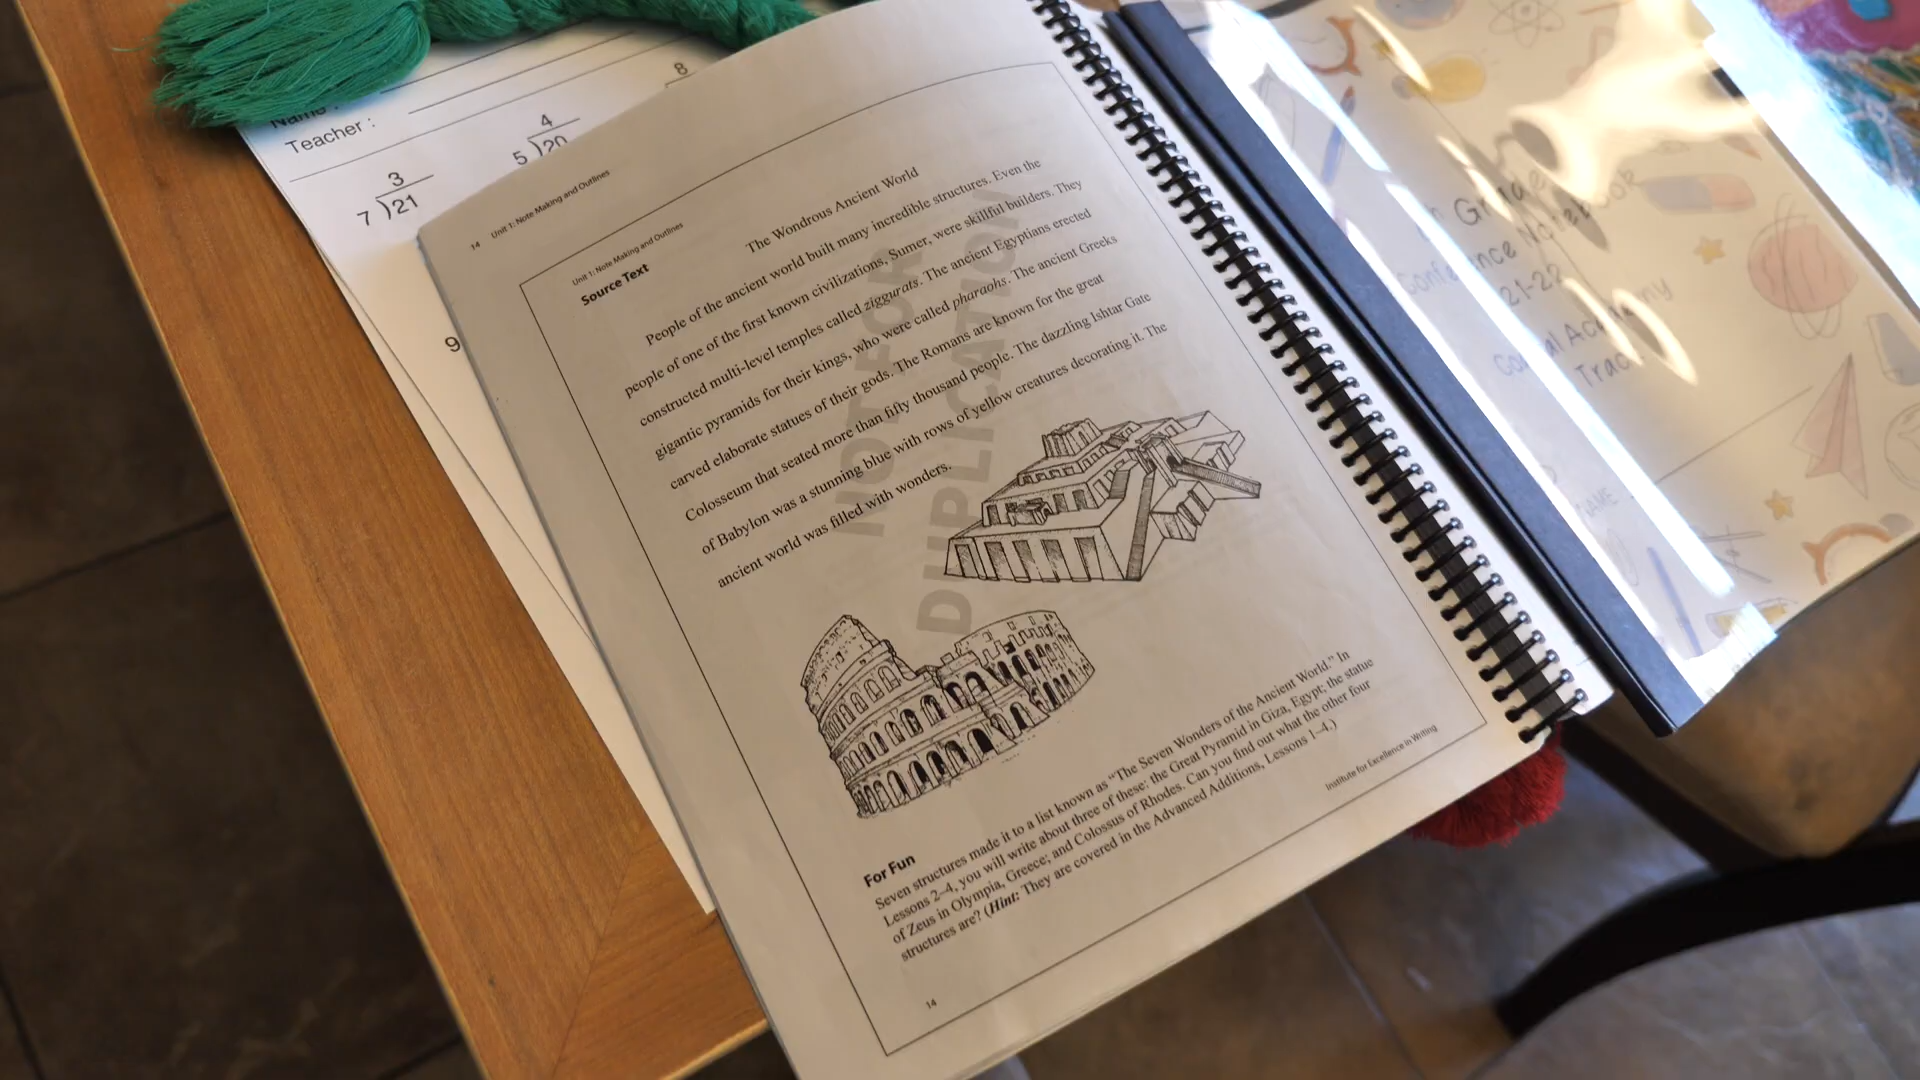 Name :
Teacher :
8
4
5 )20
3
7 )21
9
14 Unit 1: Note Making and Outlines
Unit 1: Note Making and Outlines
Source Text
The Wondrous Ancient World
People of the ancient world built many incredible structures. Even the
people of one of the first known civilizations, Sumer, were skillful builders. They
constructed multi-level temples called ziggurats. The ancient Egyptians erected
gigantic pyramids for their kings, who were called pharaohs. The ancient Greeks
carved elaborate statues of their gods. The Romans are known for the great
Colosseum that seated more than fifty thousand people. The dazzling Ishtar Gate
of Babylon was a stunning blue with rows of yellow creatures decorating it. The
ancient world was filled with wonders.
NOT FOR
DUPLICATION
For Fun
Seven structures made it to a list known as “The Seven Wonders of the Ancient World.” In
Lessons 2–4, you will write about three of these: the Great Pyramid in Giza, Egypt; the statue
of Zeus in Olympia, Greece; and Colossus of Rhodes. Can you find out what the other four
structures are? (Hint: They are covered in the Advanced Additions, Lessons 1–4.)
Institute for Excellence in Writing
14
Grade
Conference Notebook
21-22
Academy
NAME